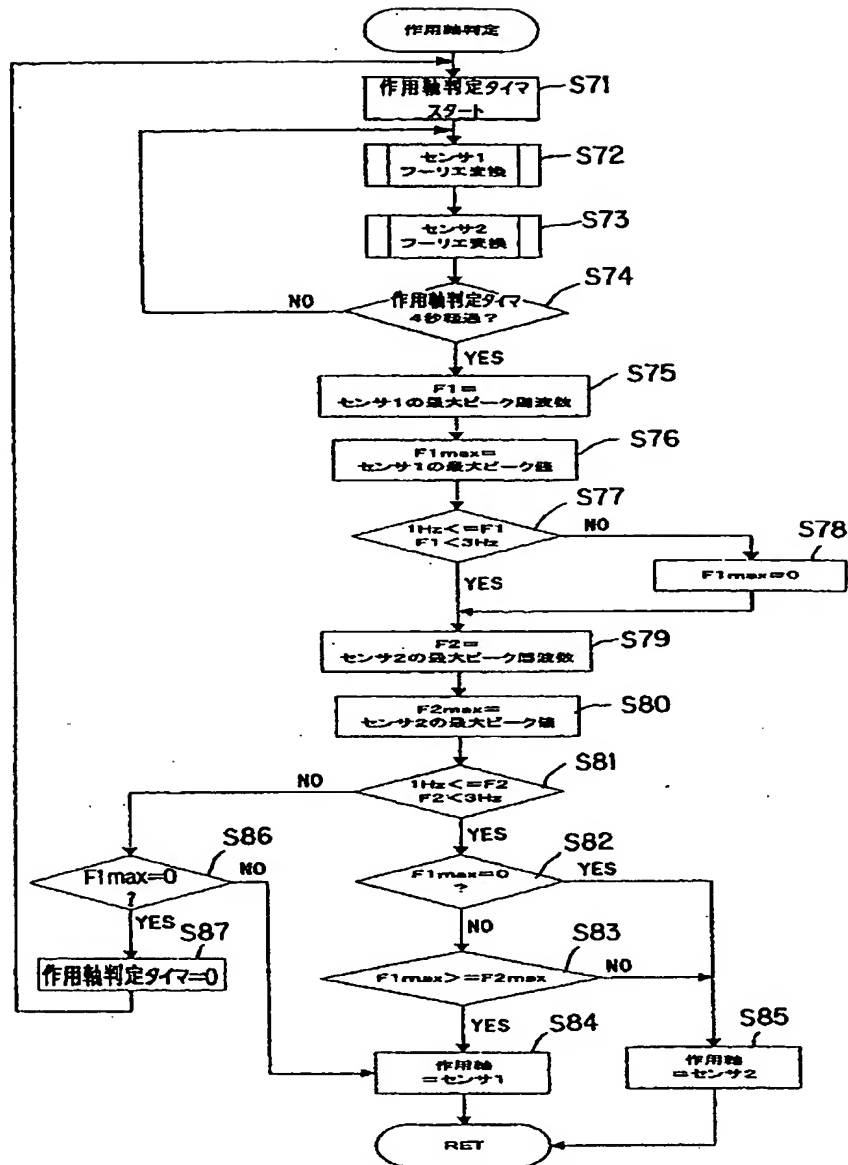 作用軸判定
作用軸判定タイマ
スタート
S71
センサ1
フーリエ変換
S72
センサ2
フーリエ変換
S73
作用軸判定タイマ
4秒経過?
S74
NO
YES
F1=
センサ1の最大ピーク周波数
S75
F1max=
センサ1の最大ピーク値
S76
1Hz<=F1
F1<3Hz
S77
NO
YES
F1max=0
S78
F2=
センサ2の最大ピーク周波数
S79
F2max=
センサ2の最大ピーク値
S80
1Hz<=F2
F2<3Hz
S81
NO
YES
F1max=0
?
S86
NO
YES
F1max=0
?
S82
YES
NO
作用軸判定タイマ=0
S87
F1max>=F2max
S83
NO
YES
作用軸
=センサ1
S84
作用軸
=センサ2
S85
RET